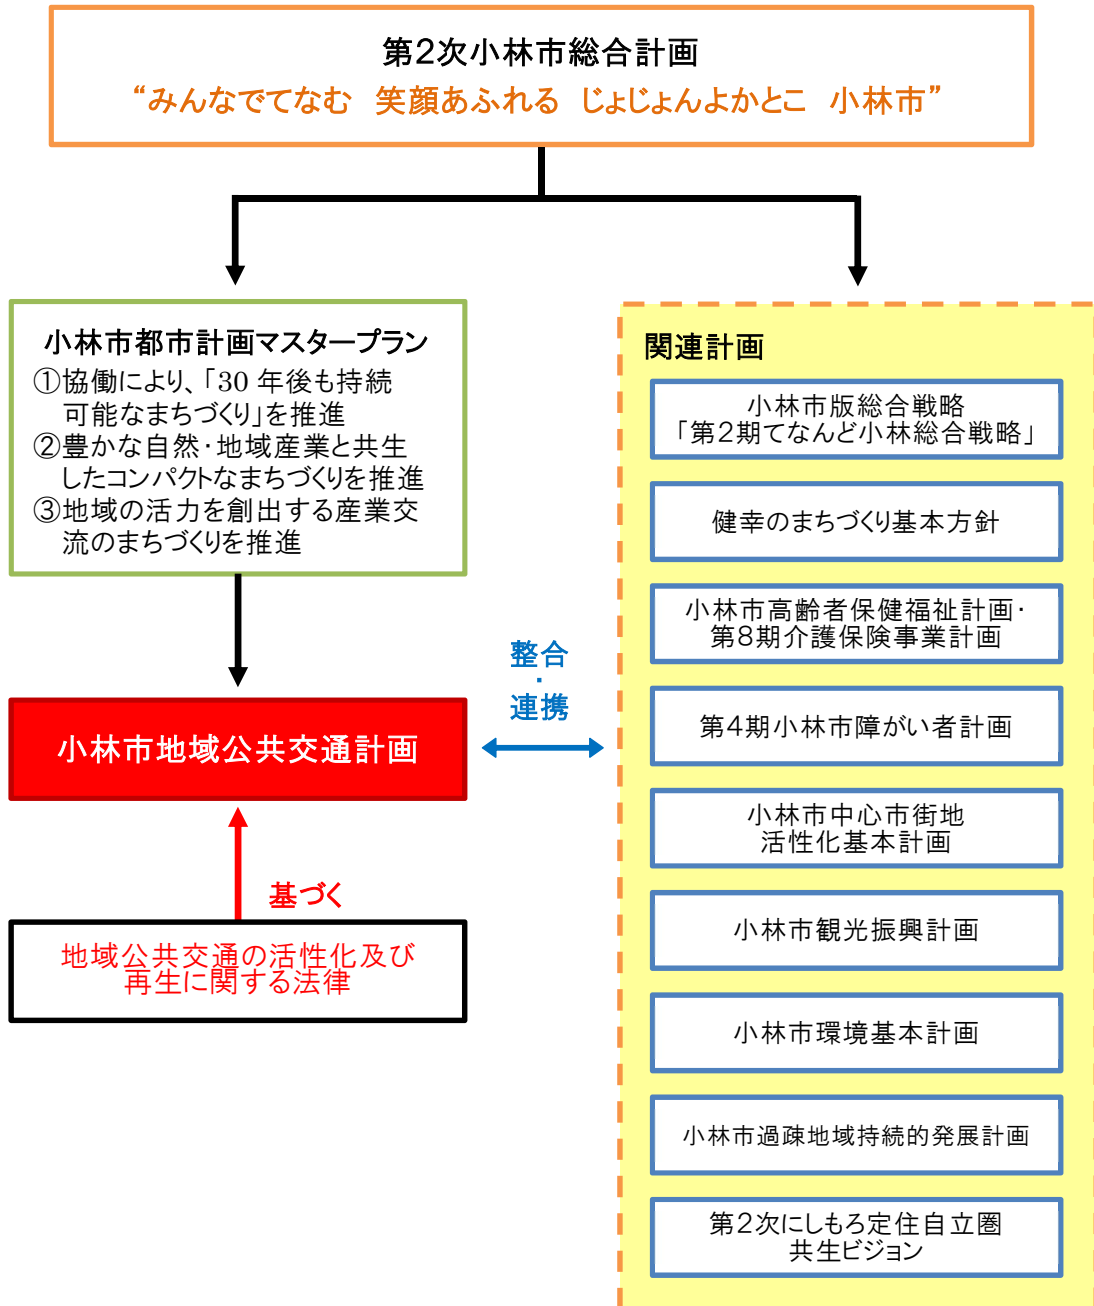 第2次小林市総合計画
“みんなでてなむ　笑顔あふれる　じょじょんよかとこ　小林市”
小林市都市計画マスタープラン
①協働により、「30 年後も持続
可能なまちづくり」を推進
②豊かな自然・地域産業と共生
したコンパクトなまちづくりを推進
③地域の活力を創出する産業交
流のまちづくりを推進
小林市地域公共交通計画
基づく
地域公共交通の活性化及び
再生に関する法律
整合
・
連携
関連計画
小林市版総合戦略
「第2期てなんど小林総合戦略」
健幸のまちづくり基本方針
小林市高齢者保健福祉計画・
第8期介護保険事業計画
第4期小林市障がい者計画
小林市中心市街地
活性化基本計画
小林市観光振興計画
小林市環境基本計画
小林市過疎地域持続的発展計画
第2次にしもろ定住自立圏
共生ビジョン